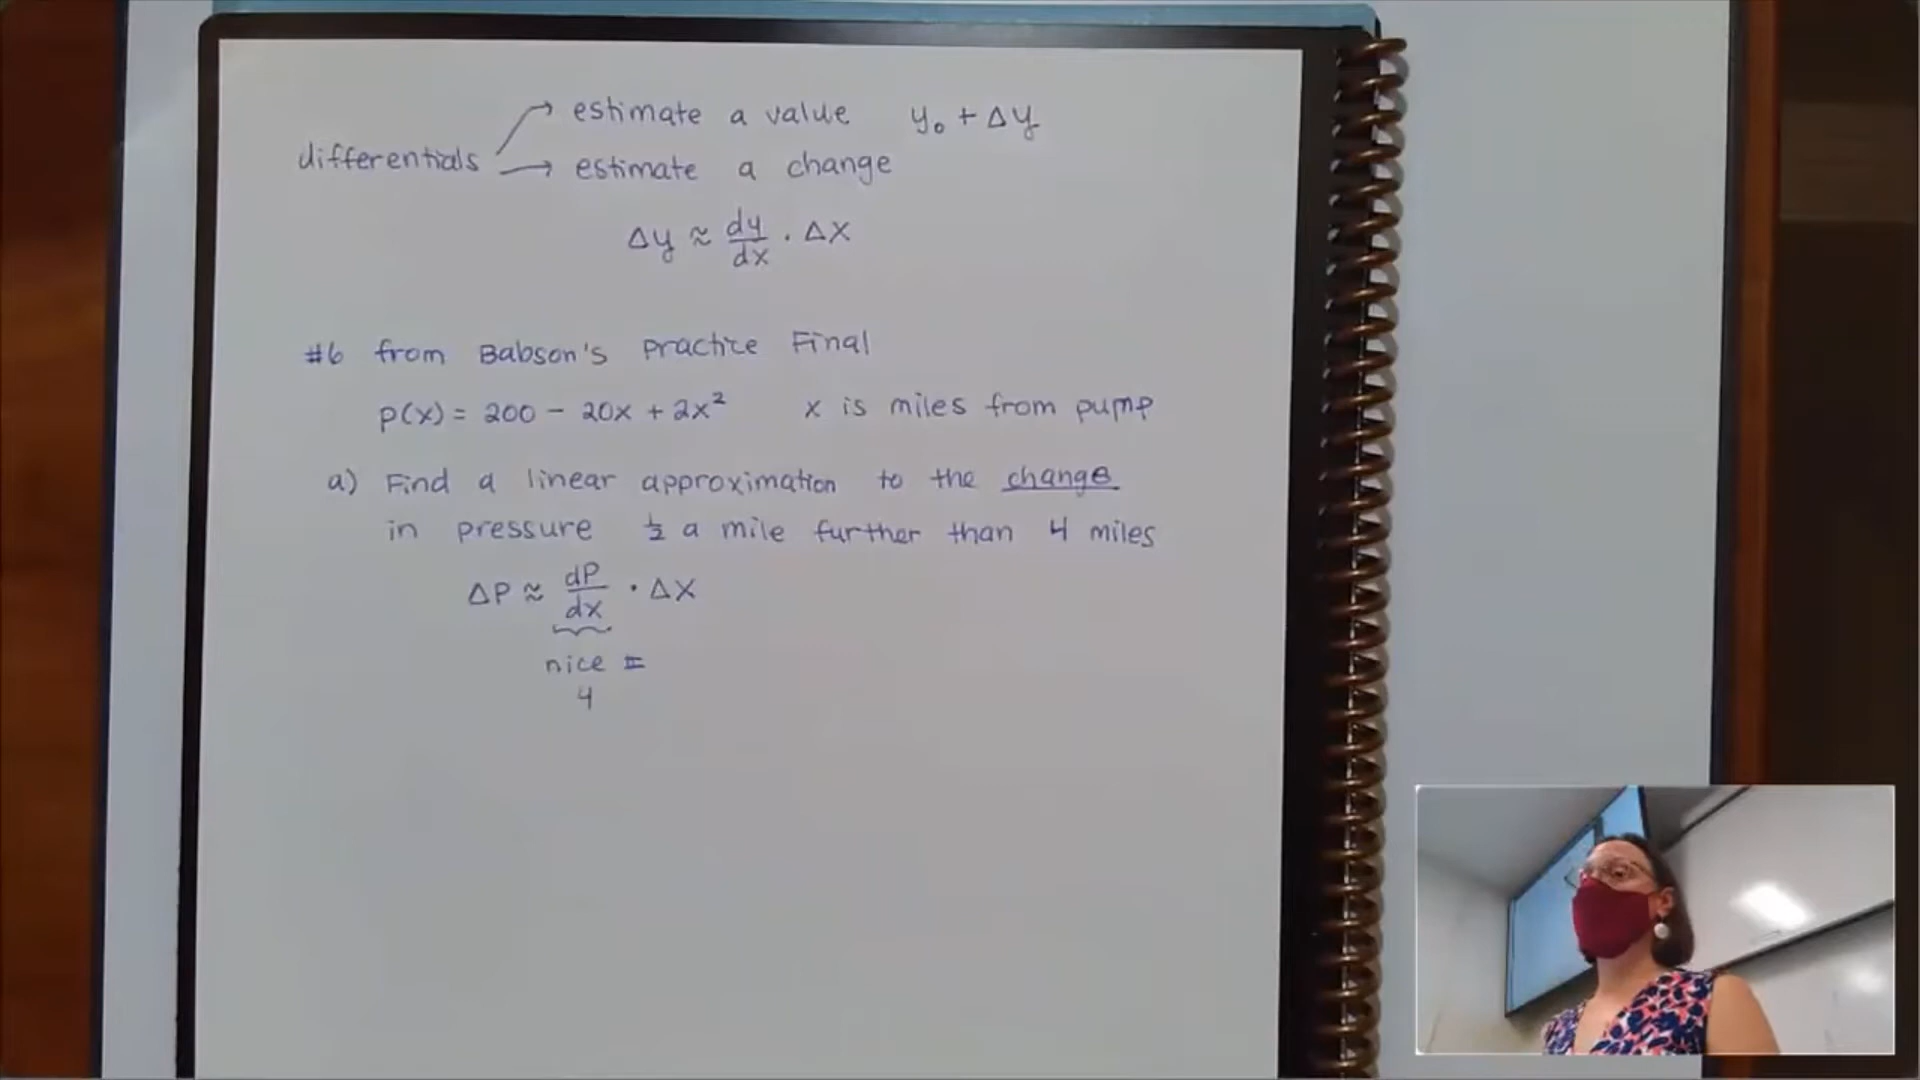 estimate a value y₀ + Δy
differentials
estimate a change
Δy ≈ dy/dx · Δx
#6 from Babson's Practice Final
p(x) = 200 - 20x + 2x² x is miles from pump
a) Find a linear approximation to the change
in pressure ½ a mile further than 4 miles
ΔP ≈ dP/dx · Δx
nice =
4